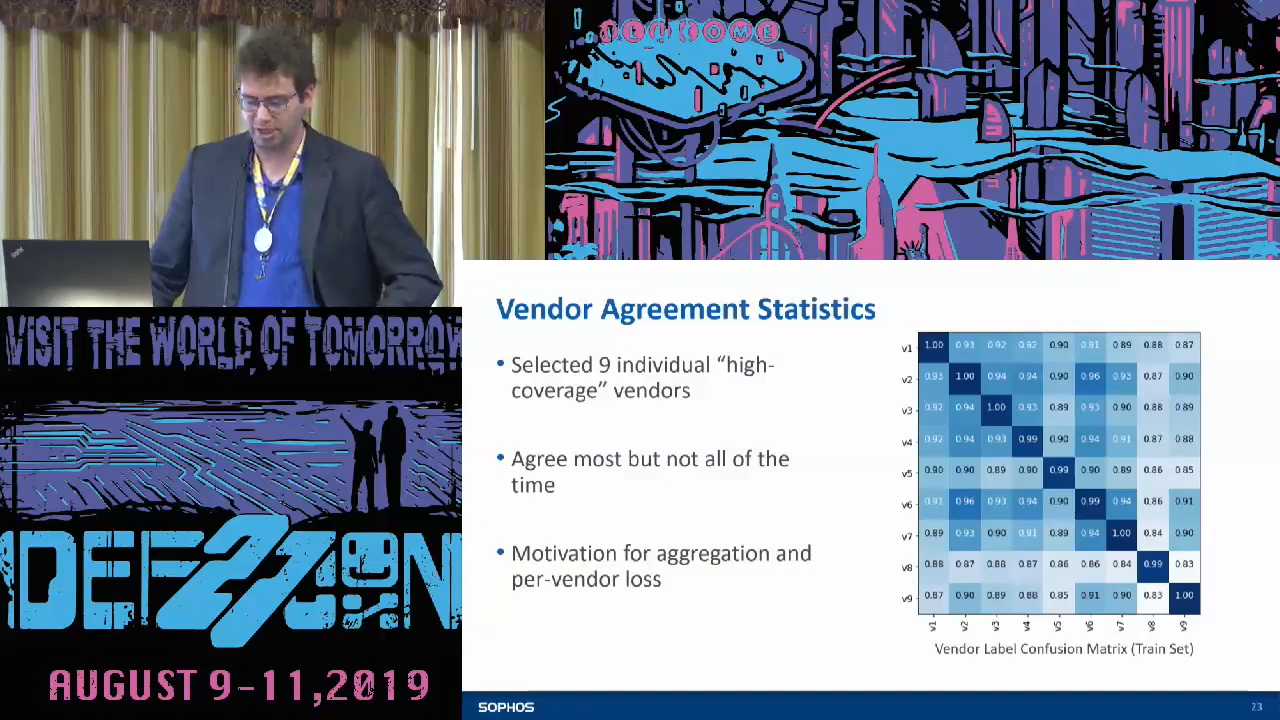 WELCOME
ThinkPad
VISIT THE WORLD OF TOMORROW
DEF CON 27
AUGUST 9-11,2019
Vendor Agreement Statistics
• Selected 9 individual “high-
coverage” vendors
• Agree most but not all of the
time
• Motivation for aggregation and
per-vendor loss
v1 1.00 0.93 0.92 0.92 0.90 0.91 0.89 0.88 0.87
v2 0.93 1.00 0.94 0.94 0.90 0.96 0.93 0.87 0.90
v3 0.92 0.94 1.00 0.93 0.89 0.93 0.90 0.88 0.89
v4 0.92 0.94 0.93 0.99 0.90 0.94 0.91 0.87 0.88
v5 0.90 0.90 0.89 0.90 0.99 0.90 0.89 0.86 0.85
v6 0.91 0.96 0.93 0.94 0.90 0.99 0.94 0.86 0.91
v7 0.89 0.93 0.90 0.91 0.89 0.94 1.00 0.84 0.90
v8 0.88 0.87 0.88 0.87 0.86 0.86 0.84 0.99 0.83
v9 0.87 0.90 0.89 0.88 0.85 0.91 0.90 0.83 1.00
v1 v2 v3 v4 v5 v6 v7 v8 v9
Vendor Label Confusion Matrix (Train Set)
SOPHOS
23